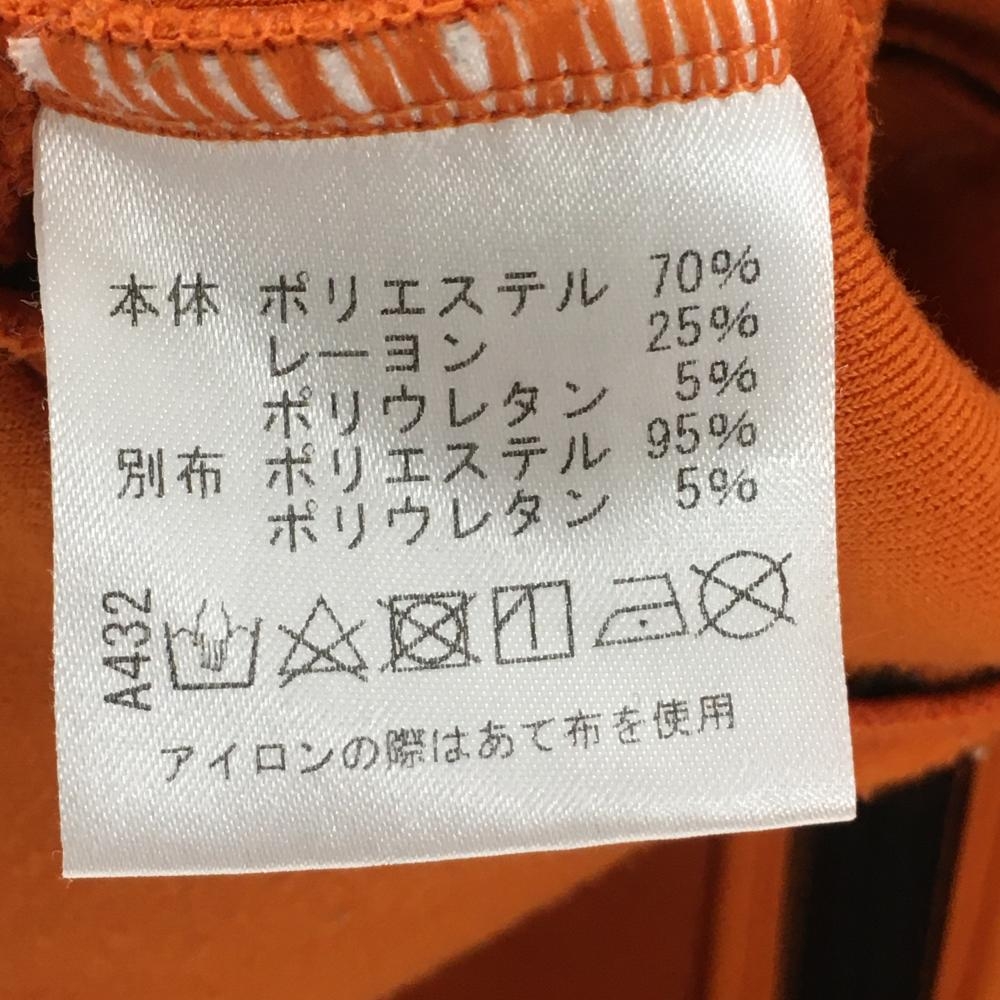 本体 ポリエステル 70%
レーヨン 25%
ポリウレタン 5%
別布 ポリエステル 95%
ポリウレタン 5%
A432
アイロンの際はあて布を使用